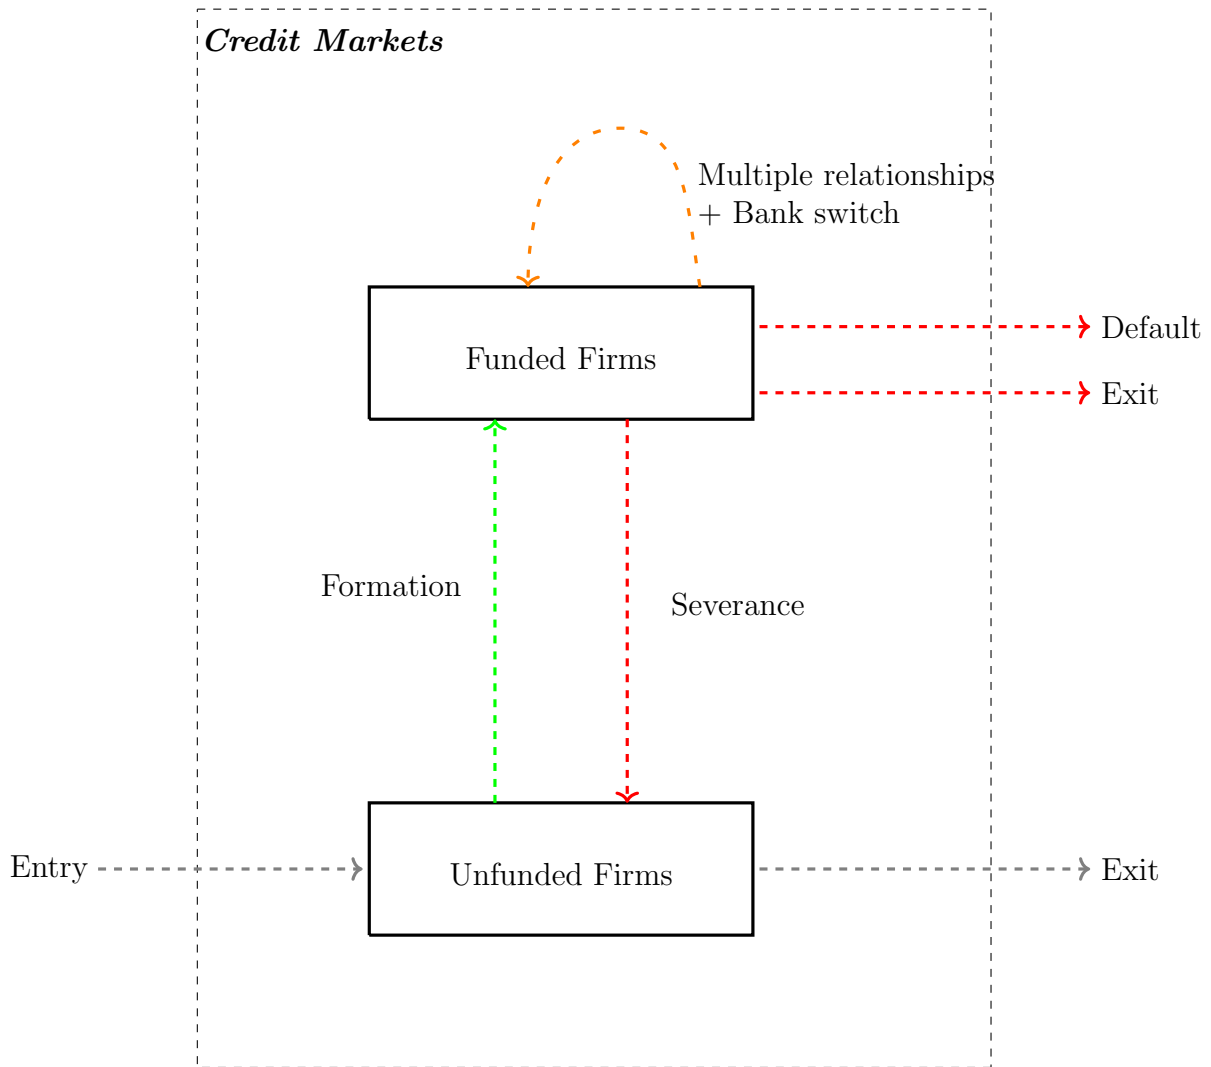 Credit Markets
Multiple relationships
+ Bank switch
Funded Firms
Default
Exit
Formation
Severance
Entry
Unfunded Firms
Exit